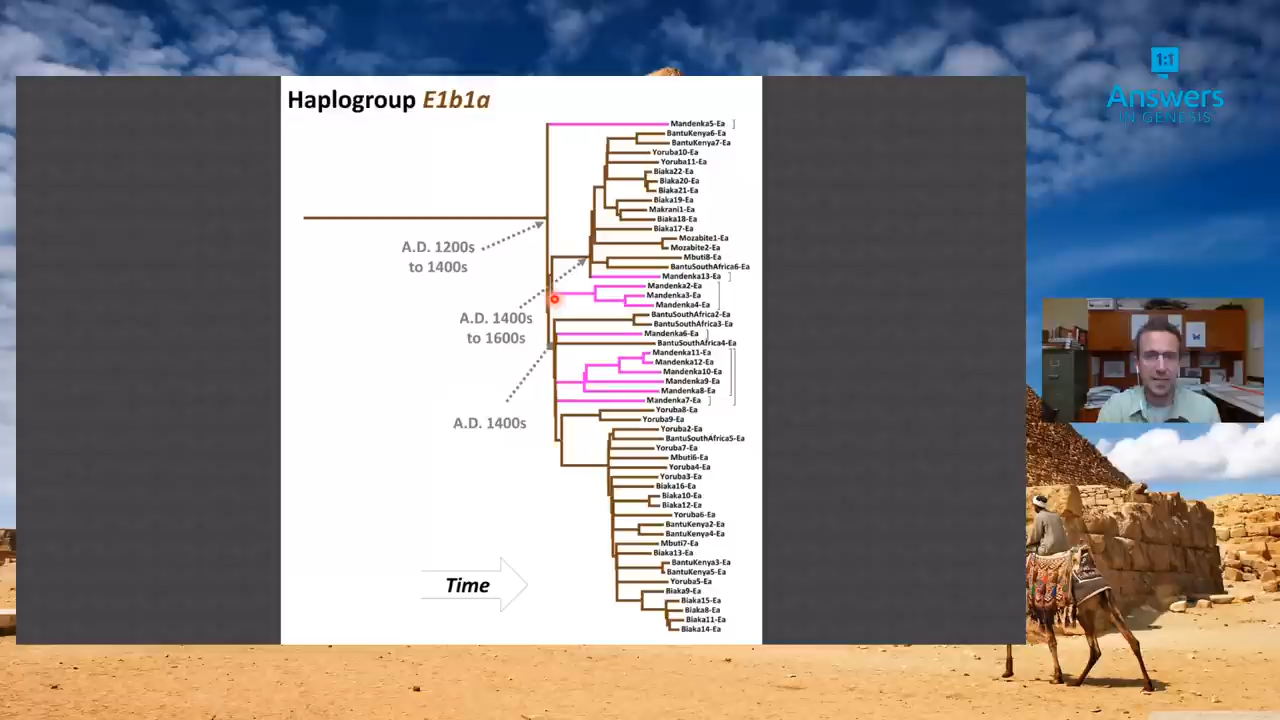 Haplogroup E1b1a
1:1
Answers
IN GENESIS
Mandenka5-Ea
BantuKenya6-Ea
BantuKenya7-Ea
Yoruba10-Ea
Yoruba11-Ea
Biaka22-Ea
Biaka20-Ea
Biaka21-Ea
Biaka19-Ea
Makrani1-Ea
Biaka18-Ea
Biaka17-Ea
Mozabite1-Ea
Mozabite2-Ea
Mbuti8-Ea
BantuSouthAfrica6-Ea
Mandenka13-Ea
Mandenka2-Ea
Mandenka3-Ea
Mandenka4-Ea
BantuSouthAfrica2-Ea
BantuSouthAfrica3-Ea
Mandenka6-Ea
BantuSouthAfrica4-Ea
Mandenka11-Ea
Mandenka12-Ea
Mandenka10-Ea
Mandenka9-Ea
Mandenka8-Ea
Mandenka7-Ea
Yoruba8-Ea
Yoruba9-Ea
Yoruba2-Ea
BantuSouthAfrica5-Ea
Yoruba7-Ea
Mbuti6-Ea
Yoruba4-Ea
Yoruba3-Ea
Biaka16-Ea
Biaka10-Ea
Biaka12-Ea
Yoruba6-Ea
BantuKenya2-Ea
BantuKenya4-Ea
Mbuti7-Ea
Biaka13-Ea
BantuKenya3-Ea
BantuKenya5-Ea
Yoruba5-Ea
Biaka9-Ea
Biaka15-Ea
Biaka8-Ea
Biaka11-Ea
Biaka14-Ea
A.D. 1200s
to 1400s
A.D. 1400s
to 1600s
A.D. 1400s
Time